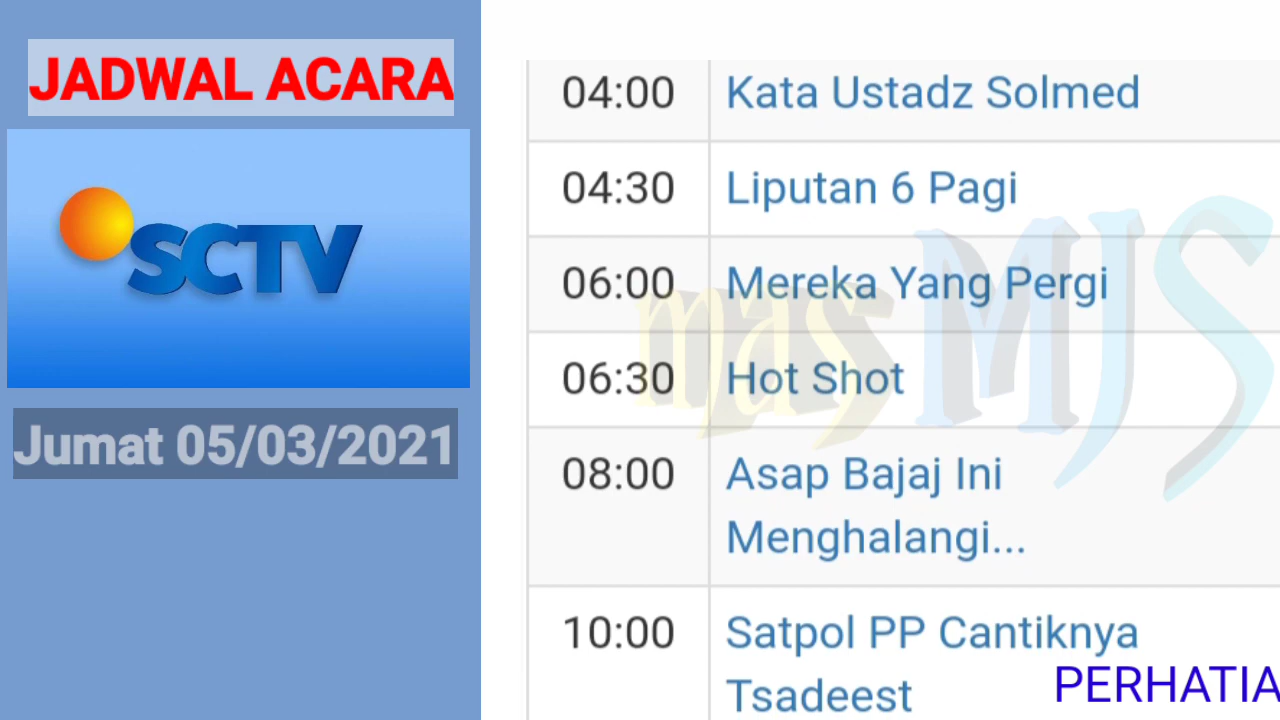 JADWAL ACARA
SCTV
Jumat 05/03/2021
04:00 Kata Ustadz Solmed
04:30 Liputan 6 Pagi
06:00 Mereka Yang Pergi
06:30 Hot Shot
08:00 Asap Bajaj Ini
Menghalangi...
10:00 Satpol PP Cantiknya
Tsadeest
mas MJS
PERHATIA